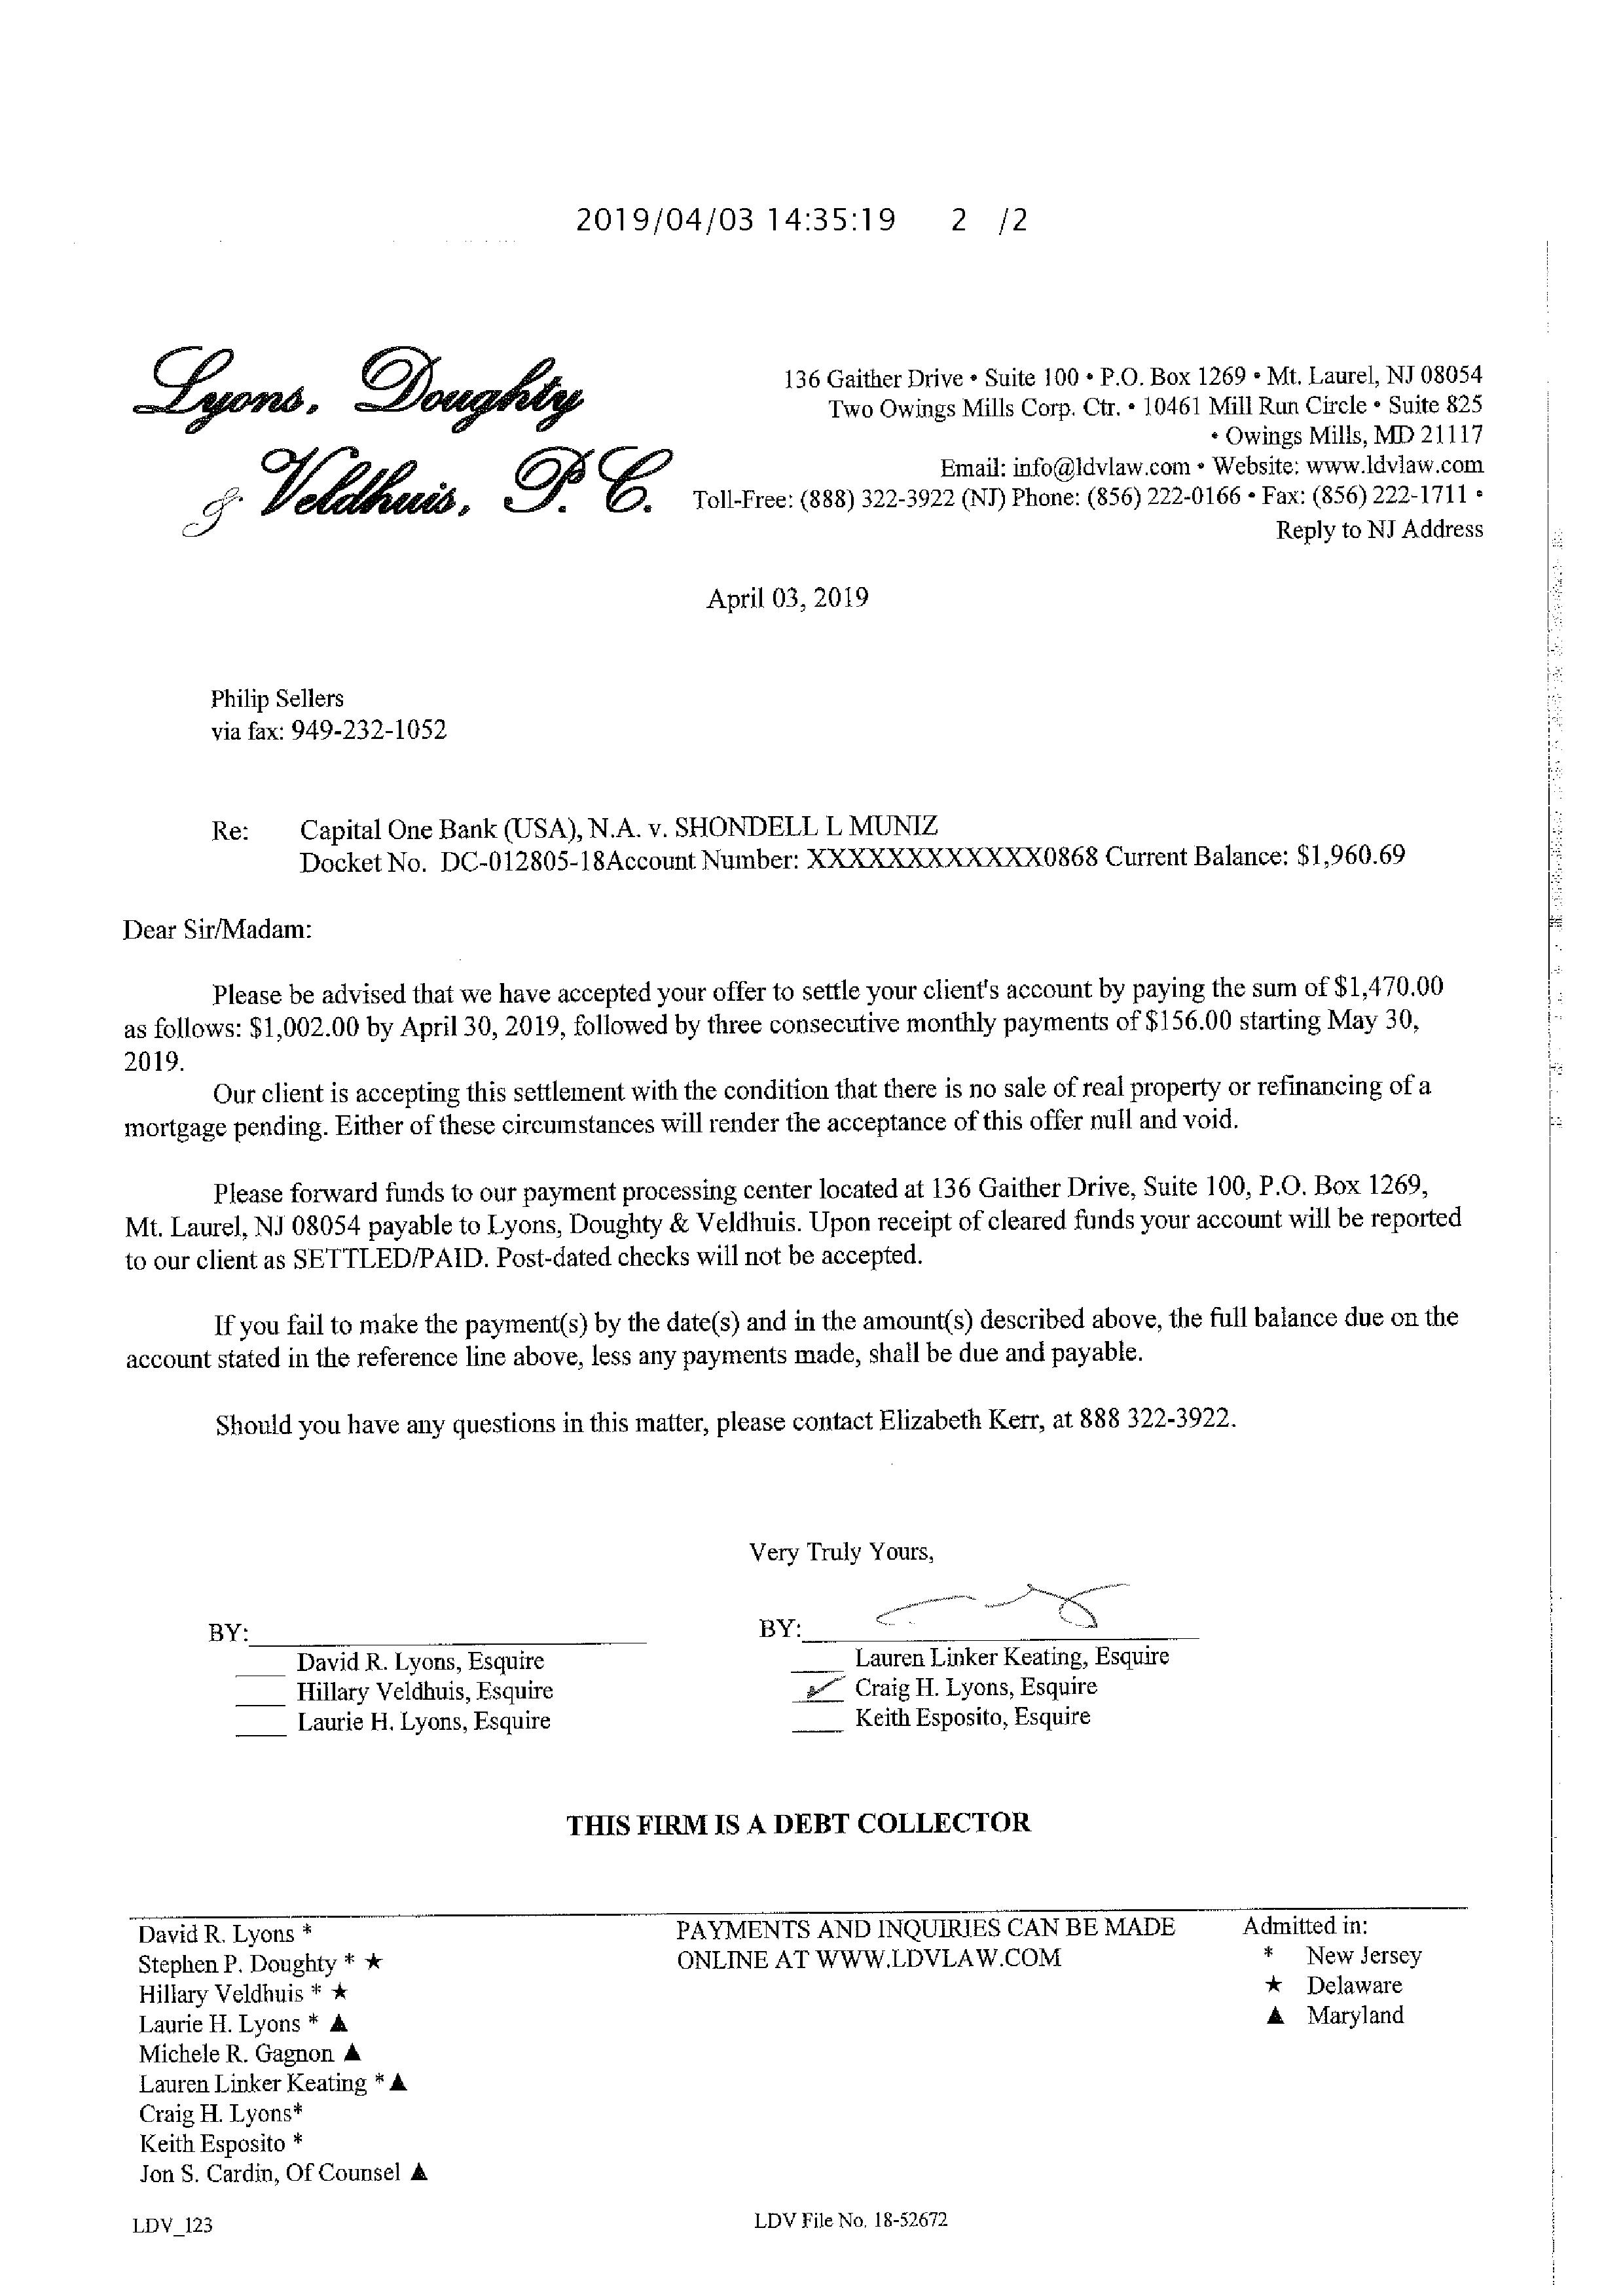 2019/04/03 14:35:19 2 /2
Lyons, Doughty
& Veldhuis, P.C.
136 Gaither Drive • Suite 100 • P.O. Box 1269 • Mt. Laurel, NJ 08054
Two Owings Mills Corp. Ctr. • 10461 Mill Run Circle • Suite 825
• Owings Mills, MD 21117
Email: info@ldvlaw.com • Website: www.ldvlaw.com
Toll-Free: (888) 322-3922 (NJ) Phone: (856) 222-0166 • Fax: (856) 222-1711 •
Reply to NJ Address
April 03, 2019
Philip Sellers
via fax: 949-232-1052
Re: Capital One Bank (USA), N.A. v. SHONDELL L MUNIZ
Docket No. DC-012805-18Account Number: XXXXXXXXXXXX0868 Current Balance: $1,960.69
Dear Sir/Madam:
Please be advised that we have accepted your offer to settle your client's account by paying the sum of $1,470.00
as follows: $1,002.00 by April 30, 2019, followed by three consecutive monthly payments of $156.00 starting May 30,
2019.
Our client is accepting this settlement with the condition that there is no sale of real property or refinancing of a
mortgage pending. Either of these circumstances will render the acceptance of this offer null and void.
Please forward funds to our payment processing center located at 136 Gaither Drive, Suite 100, P.O. Box 1269,
Mt. Laurel, NJ 08054 payable to Lyons, Doughty & Veldhuis. Upon receipt of cleared funds your account will be reported
to our client as SETTLED/PAID. Post-dated checks will not be accepted.
If you fail to make the payment(s) by the date(s) and in the amount(s) described above, the full balance due on the
account stated in the reference line above, less any payments made, shall be due and payable.
Should you have any questions in this matter, please contact Elizabeth Kerr, at 888 322-3922.
Very Truly Yours,
BY:
David R. Lyons, Esquire
Hillary Veldhuis, Esquire
Laurie H. Lyons, Esquire
BY:
Lauren Linker Keating, Esquire
✓ Craig H. Lyons, Esquire
Keith Esposito, Esquire
THIS FIRM IS A DEBT COLLECTOR
David R. Lyons *
Stephen P. Doughty * ★
Hillary Veldhuis * ★
Laurie H. Lyons * ▲
Michele R. Gagnon ▲
Lauren Linker Keating * ▲
Craig H. Lyons*
Keith Esposito *
Jon S. Cardin, Of Counsel ▲
PAYMENTS AND INQUIRIES CAN BE MADE
ONLINE AT WWW.LDVLAW.COM
Admitted in:
* New Jersey
★ Delaware
▲ Maryland
LDV_123
LDV File No. 18-52672